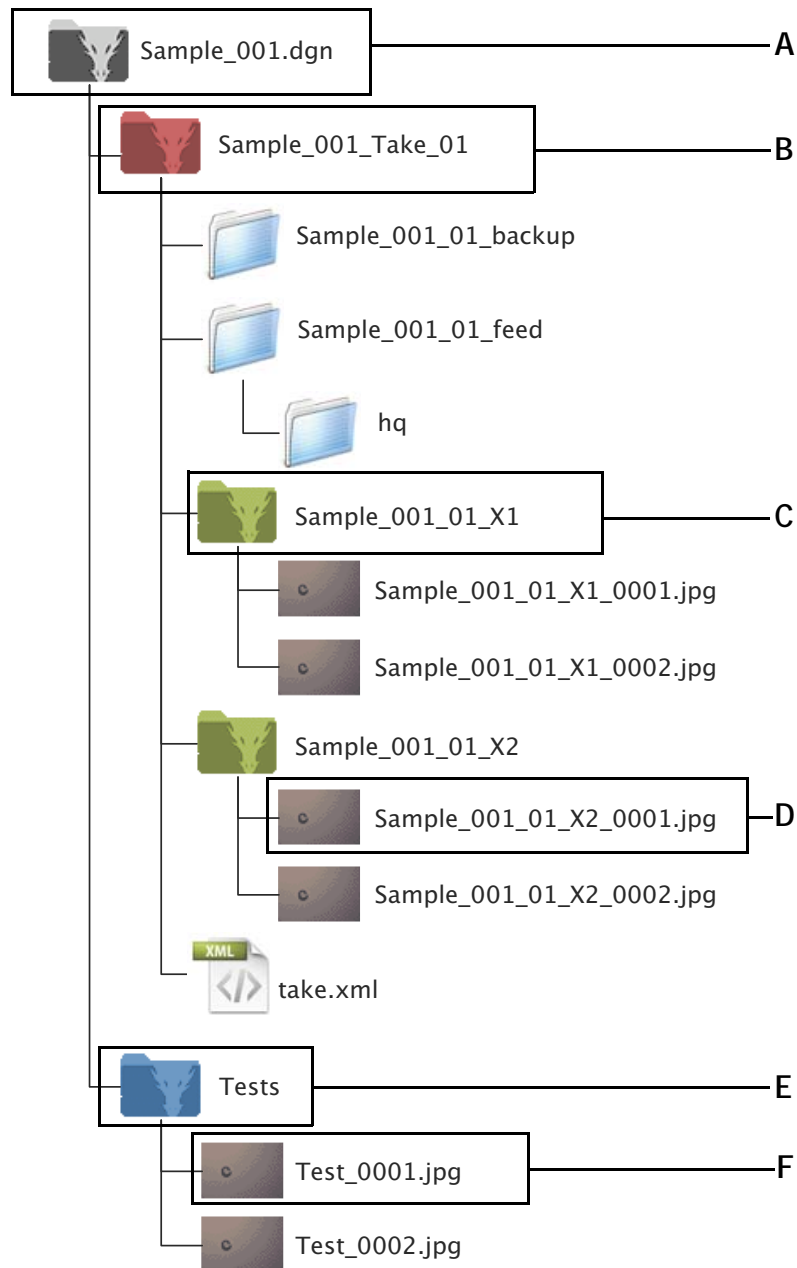 Sample_001.dgn
A
Sample_001_Take_01
B
Sample_001_01_backup
Sample_001_01_feed
hq
Sample_001_01_X1
C
Sample_001_01_X1_0001.jpg
Sample_001_01_X1_0002.jpg
Sample_001_01_X2
Sample_001_01_X2_0001.jpg
D
Sample_001_01_X2_0002.jpg
XML
</>
take.xml
Tests
E
Test_0001.jpg
F
Test_0002.jpg